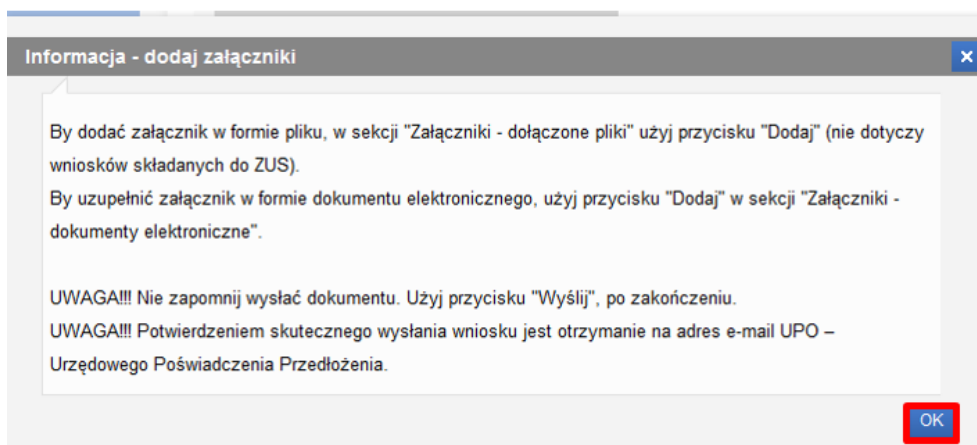 Informacja - dodaj załączniki
By dodać załącznik w formie pliku, w sekcji "Załączniki - dołączone pliki" użyj przycisku "Dodaj" (nie dotyczy
wniosków składanych do ZUS).
By uzupełnić załącznik w formie dokumentu elektronicznego, użyj przycisku "Dodaj" w sekcji "Załączniki -
dokumenty elektroniczne".
UWAGA!!! Nie zapomnij wysłać dokumentu. Użyj przycisku "Wyślij", po zakończeniu.
UWAGA!!! Potwierdzeniem skutecznego wysłania wniosku jest otrzymanie na adres e-mail UPO –
Urzędowego Poświadczenia Przedłożenia.
OK